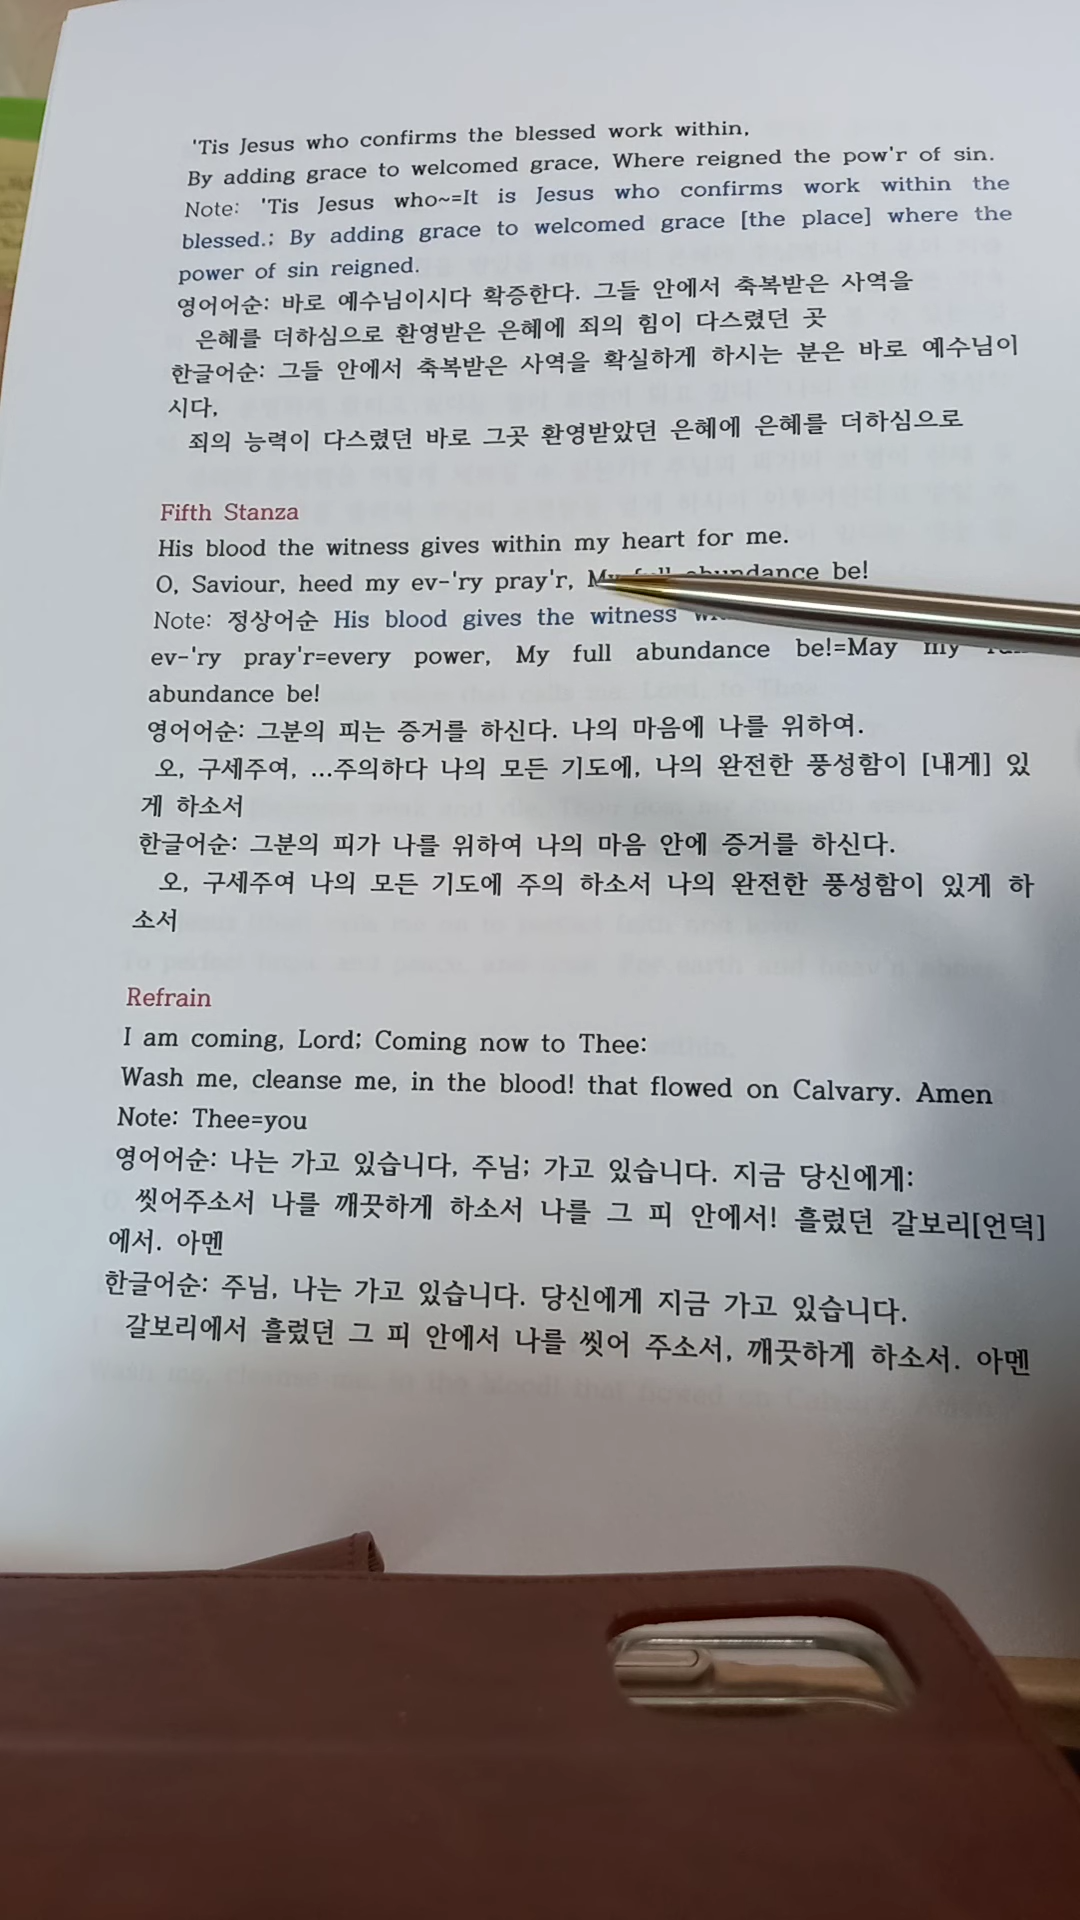 'Tis Jesus who confirms the blessed work within,
By adding grace to welcomed grace, Where reigned the pow'r of sin.
Note: 'Tis Jesus who~=It is Jesus who confirms work within the
blessed.; By adding grace to welcomed grace [the place] where the
power of sin reigned.
영어어순: 바로 예수님이시다 확증한다. 그들 안에서 축복받은 사역을
은혜를 더하심으로 환영받은 은혜에 죄의 힘이 다스렸던 곳
한글어순: 그들 안에서 축복받은 사역을 확실하게 하시는 분은 바로 예수님이
시다,
죄의 능력이 다스렸던 바로 그곳 환영받았던 은혜에 은혜를 더하심으로
Fifth Stanza
His blood the witness gives within my heart for me.
O, Saviour, heed my ev-'ry pray'r, My full abundance be!
Note: 정상어순 His blood gives the witness
ev-'ry pray'r=every power, My full abundance be!=May my
abundance be!
영어어순: 그분의 피는 증거를 하신다. 나의 마음에 나를 위하여.
오, 구세주여, ...주의하다 나의 모든 기도에, 나의 완전한 풍성함이 [내게] 있
게 하소서
한글어순: 그분의 피가 나를 위하여 나의 마음 안에 증거를 하신다.
오, 구세주여 나의 모든 기도에 주의 하소서 나의 완전한 풍성함이 있게 하
소서
Refrain
I am coming, Lord; Coming now to Thee:
Wash me, cleanse me, in the blood! that flowed on Calvary. Amen
Note: Thee=you
영어어순: 나는 가고 있습니다, 주님; 가고 있습니다. 지금 당신에게:
씻어주소서 나를 깨끗하게 하소서 나를 그 피 안에서! 흘렀던 갈보리[언덕]
에서. 아멘
한글어순: 주님, 나는 가고 있습니다. 당신에게 지금 가고 있습니다.
갈보리에서 흘렀던 그 피 안에서 나를 씻어 주소서, 깨끗하게 하소서. 아멘